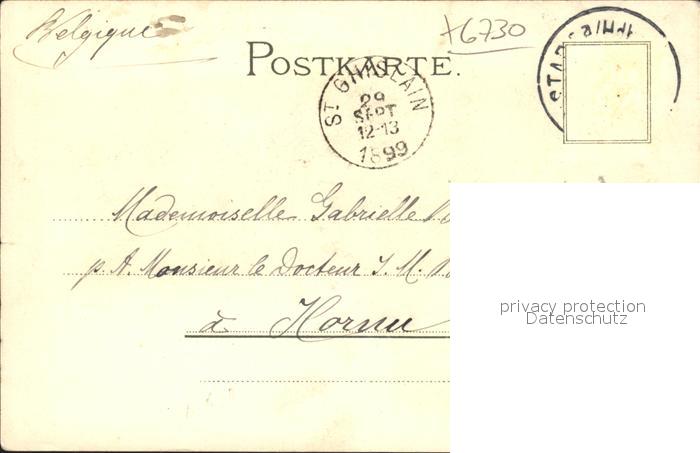 Belgique
+6730
POSTKARTE.
ST GHISLAIN
29
SEPT
12-13
1899
Mademoiselle Gabrielle
p. A. Monsieur le Docteur J. M.
à Hornu
privacy protection
Datenschutz